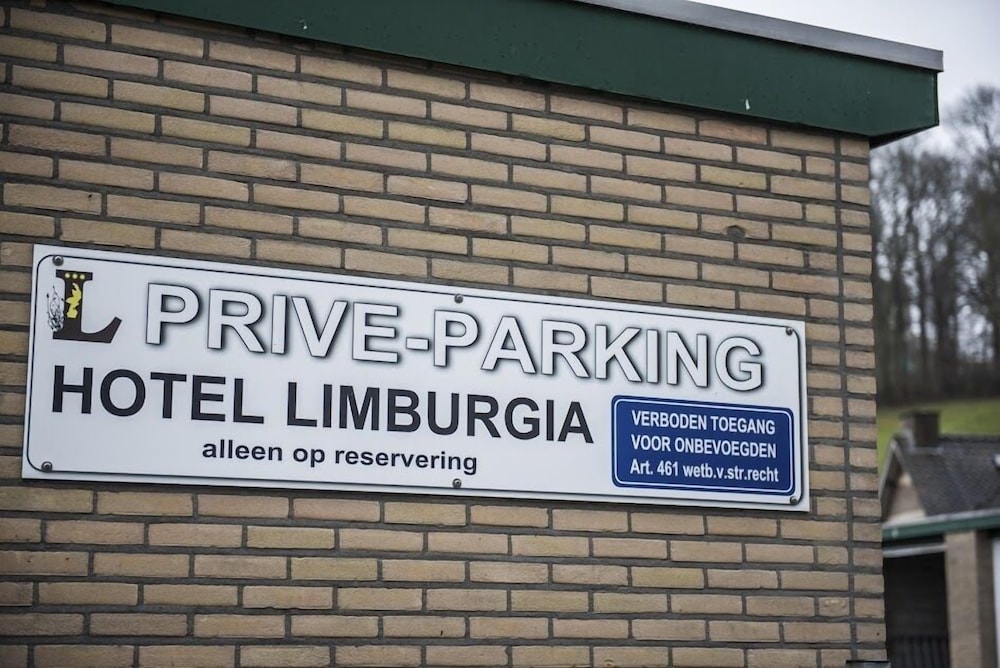 L PRIVE-PARKING
HOTEL LIMBURGIA
alleen op reservering
VERBODEN TOEGANG
VOOR ONBEVOEGDEN
Art. 461 wetb.v.str.recht